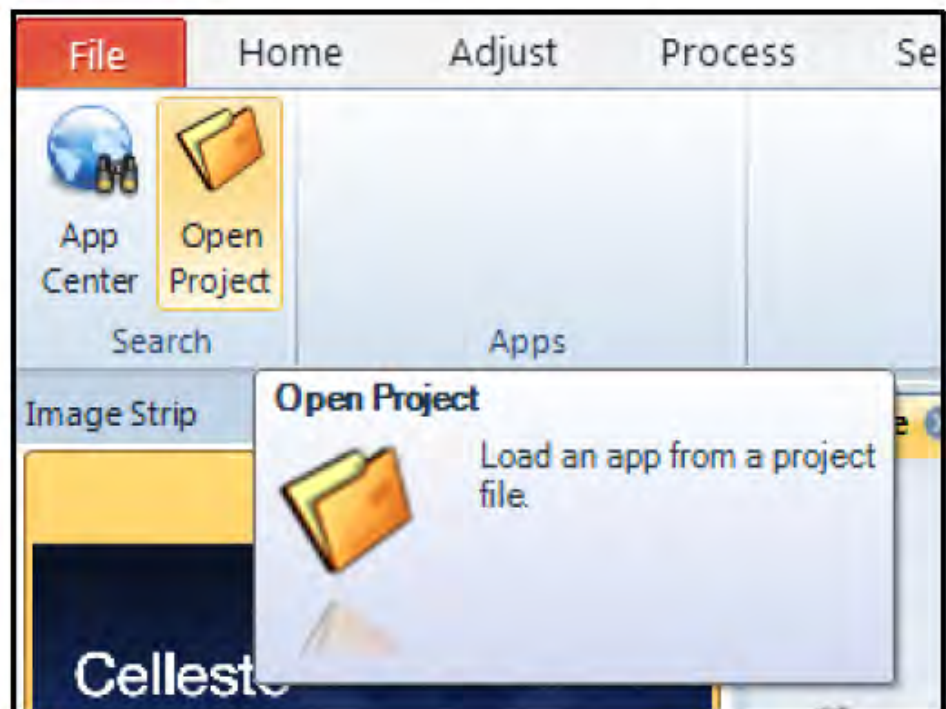 File Home Adjust Process Se
App Center
Open Project
Search Apps
Image Strip
Open Project
Load an app from a project
file.
e
Celleste